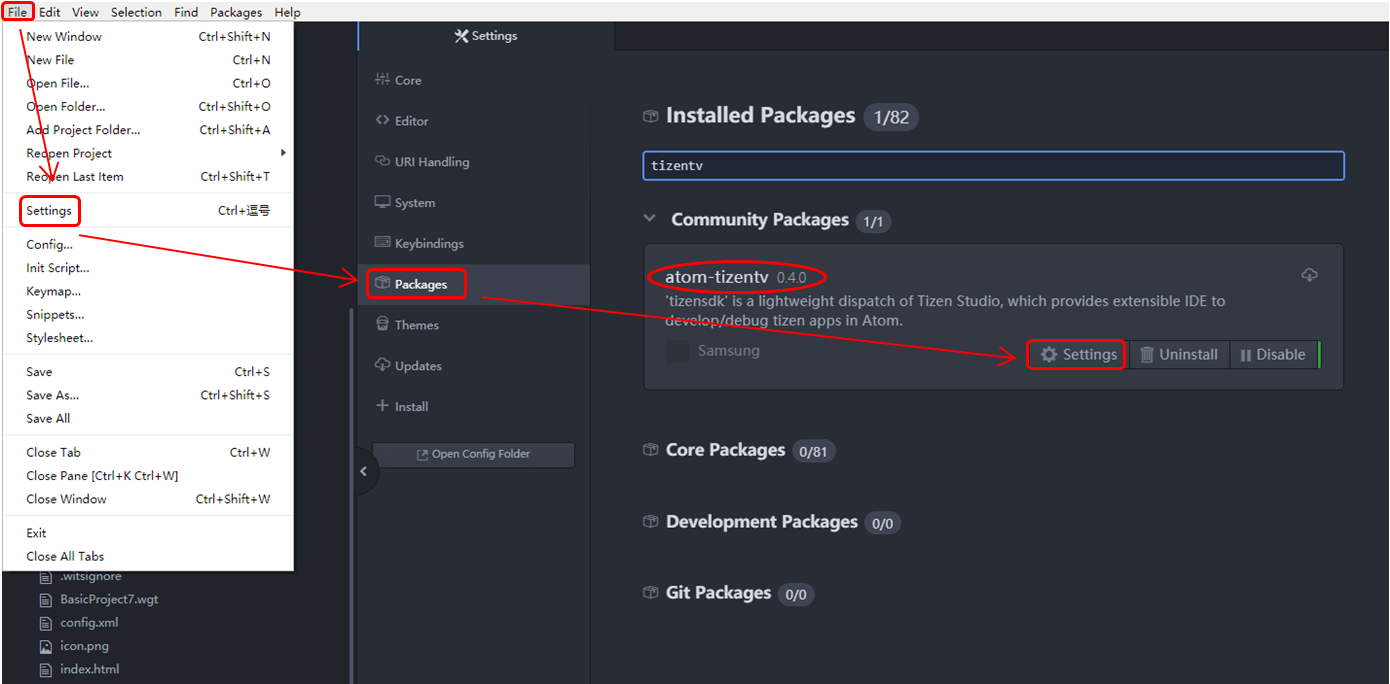 File Edit View Selection Find Packages Help
New Window Ctrl+Shift+N
New File Ctrl+N
Open File... Ctrl+O
Open Folder... Ctrl+Shift+O
Add Project Folder... Ctrl+Shift+A
Reopen Project
Reopen Last Item Ctrl+Shift+T
Settings Ctrl+逗号
Config...
Init Script...
Keymap...
Snippets...
Stylesheet...
Save Ctrl+S
Save As... Ctrl+Shift+S
Save All
Close Tab Ctrl+W
Close Pane [Ctrl+K Ctrl+W]
Close Window Ctrl+Shift+W
Exit
Close All Tabs
.witsignore
BasicProject7.wgt
config.xml
icon.png
index.html
Settings
Core
Editor
URI Handling
System
Keybindings
Packages
Themes
Updates
Install
Open Config Folder
Installed Packages 1/82
tizentv
Community Packages 1/1
atom-tizentv 0.4.0
'tizensdk' is a lightweight dispatch of Tizen Studio, which provides extensible IDE to
develop/debug tizen apps in Atom.
Samsung
Settings Uninstall Disable
Core Packages 0/81
Development Packages 0/0
Git Packages 0/0